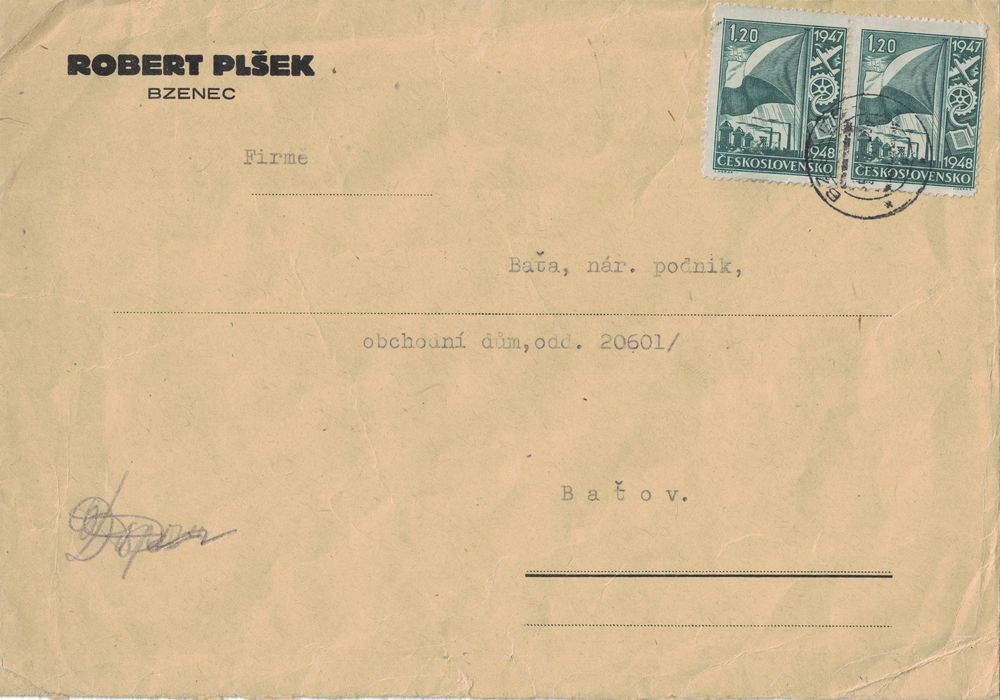 ROBERT PLŠEK
BZENEC
1.20 1947
1948
ČESKOSLOVENSKO
1.20 1947
1948
ČESKOSLOVENSKO
Firmě
Baťa, nár. podnik,
obchodní dům,odd. 20601/
Baťov.